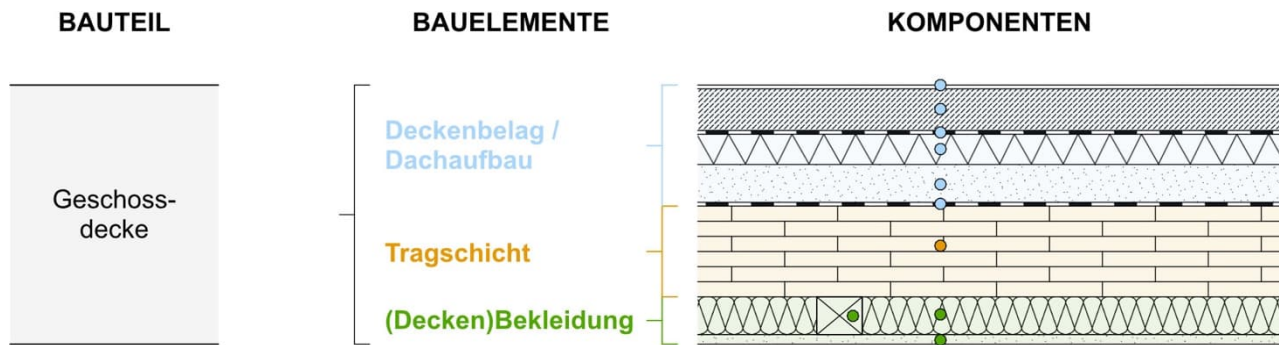 BAUTEIL
BAUELEMENTE
KOMPONENTEN
Geschoss-
decke
Deckenbelag /
Dachaufbau
Tragschicht
(Decken)Bekleidung